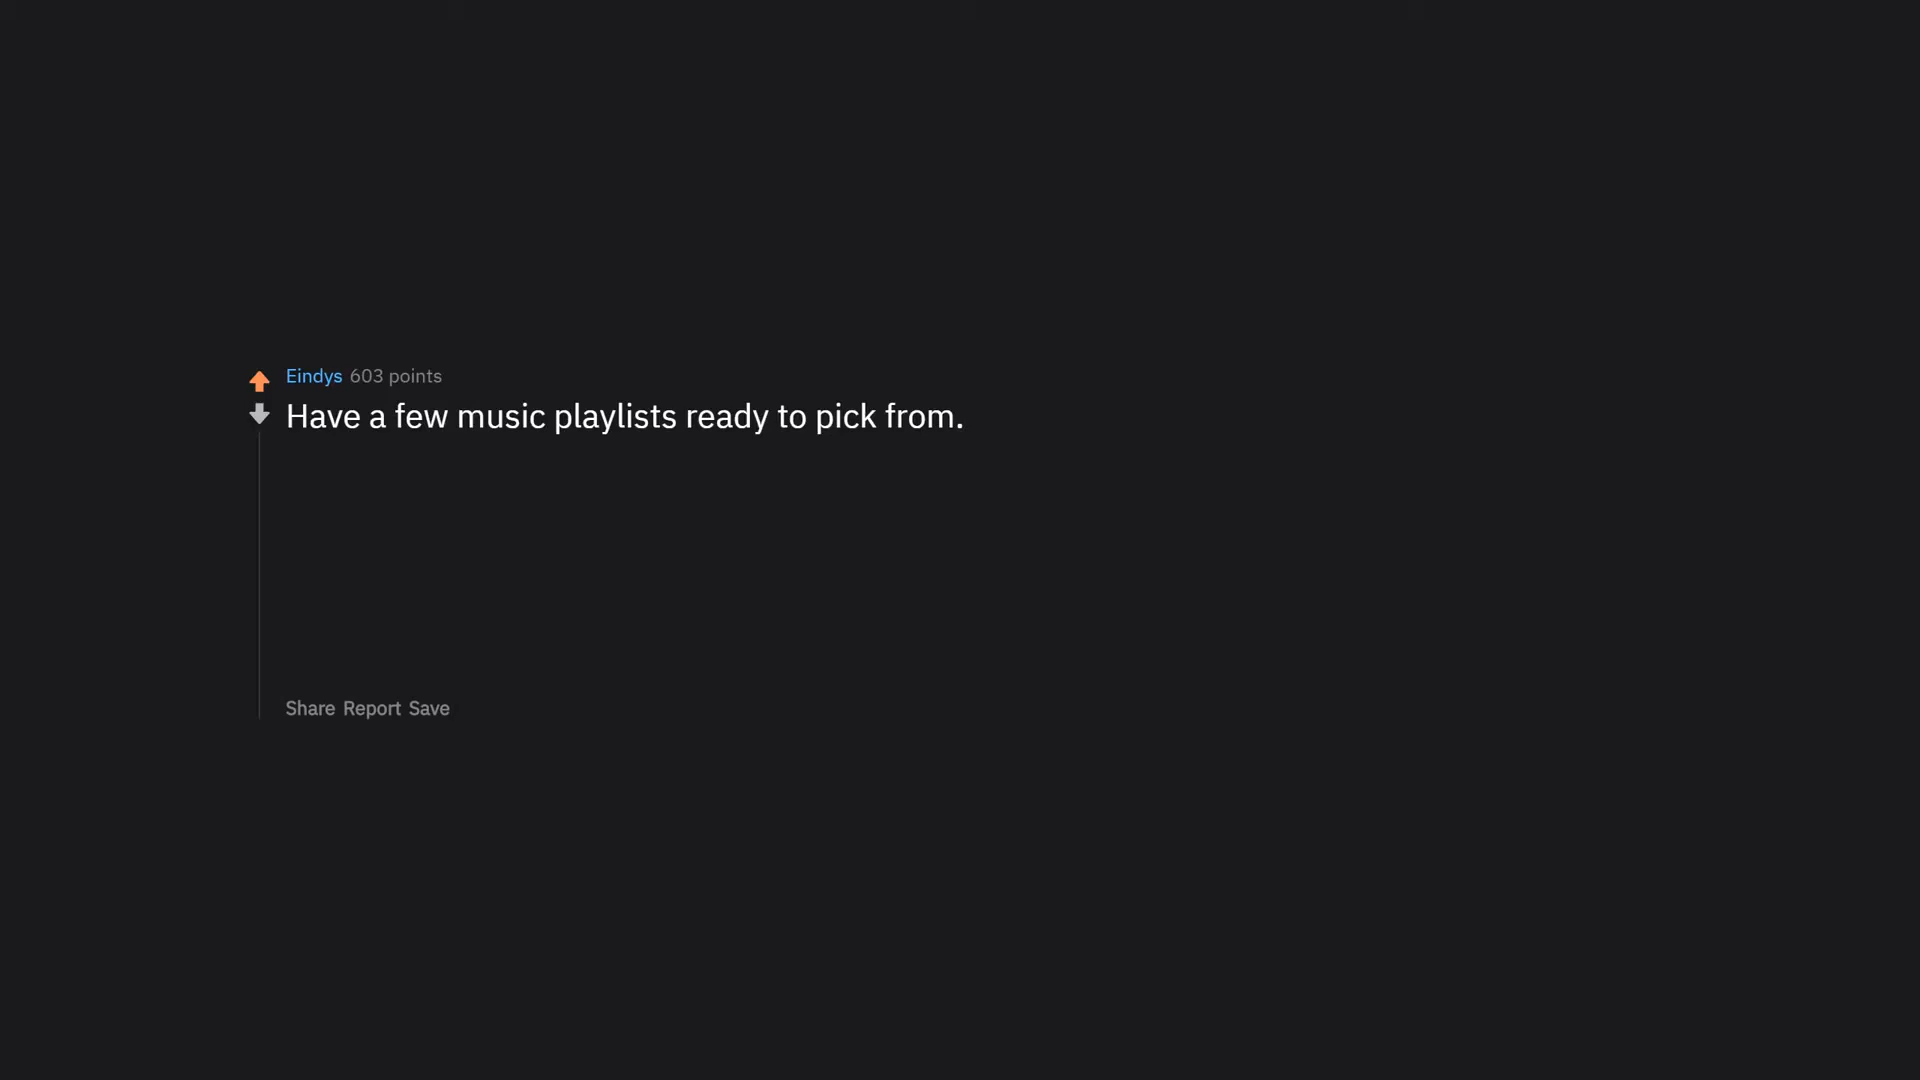 Eindys 603 points
Have a few music playlists ready to pick from.
Share Report Save